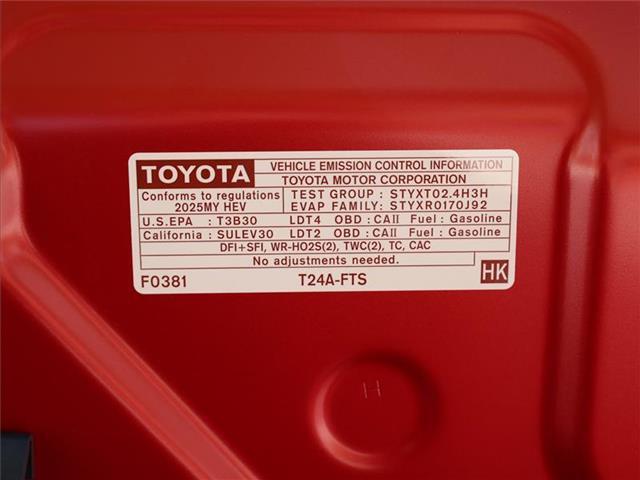 TOYOTA
VEHICLE EMISSION CONTROL INFORMATION
TOYOTA MOTOR CORPORATION
Conforms to regulations
2025MY HEV
TEST GROUP : STYXT02.4H3H
EVAP FAMILY: STYXR0170J92
U.S.EPA : T3B30 LDT4 OBD : CAII Fuel : Gasoline
California : SULEV30 LDT2 OBD : CAII Fuel : Gasoline
DFI+SFI, WR-HO2S(2), TWC(2), TC, CAC
No adjustments needed.
F0381 T24A-FTS HK
H